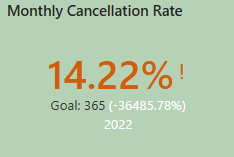 Monthly Cancellation Rate
14.22%!
Goal: 365 (-36485.78%)
2022